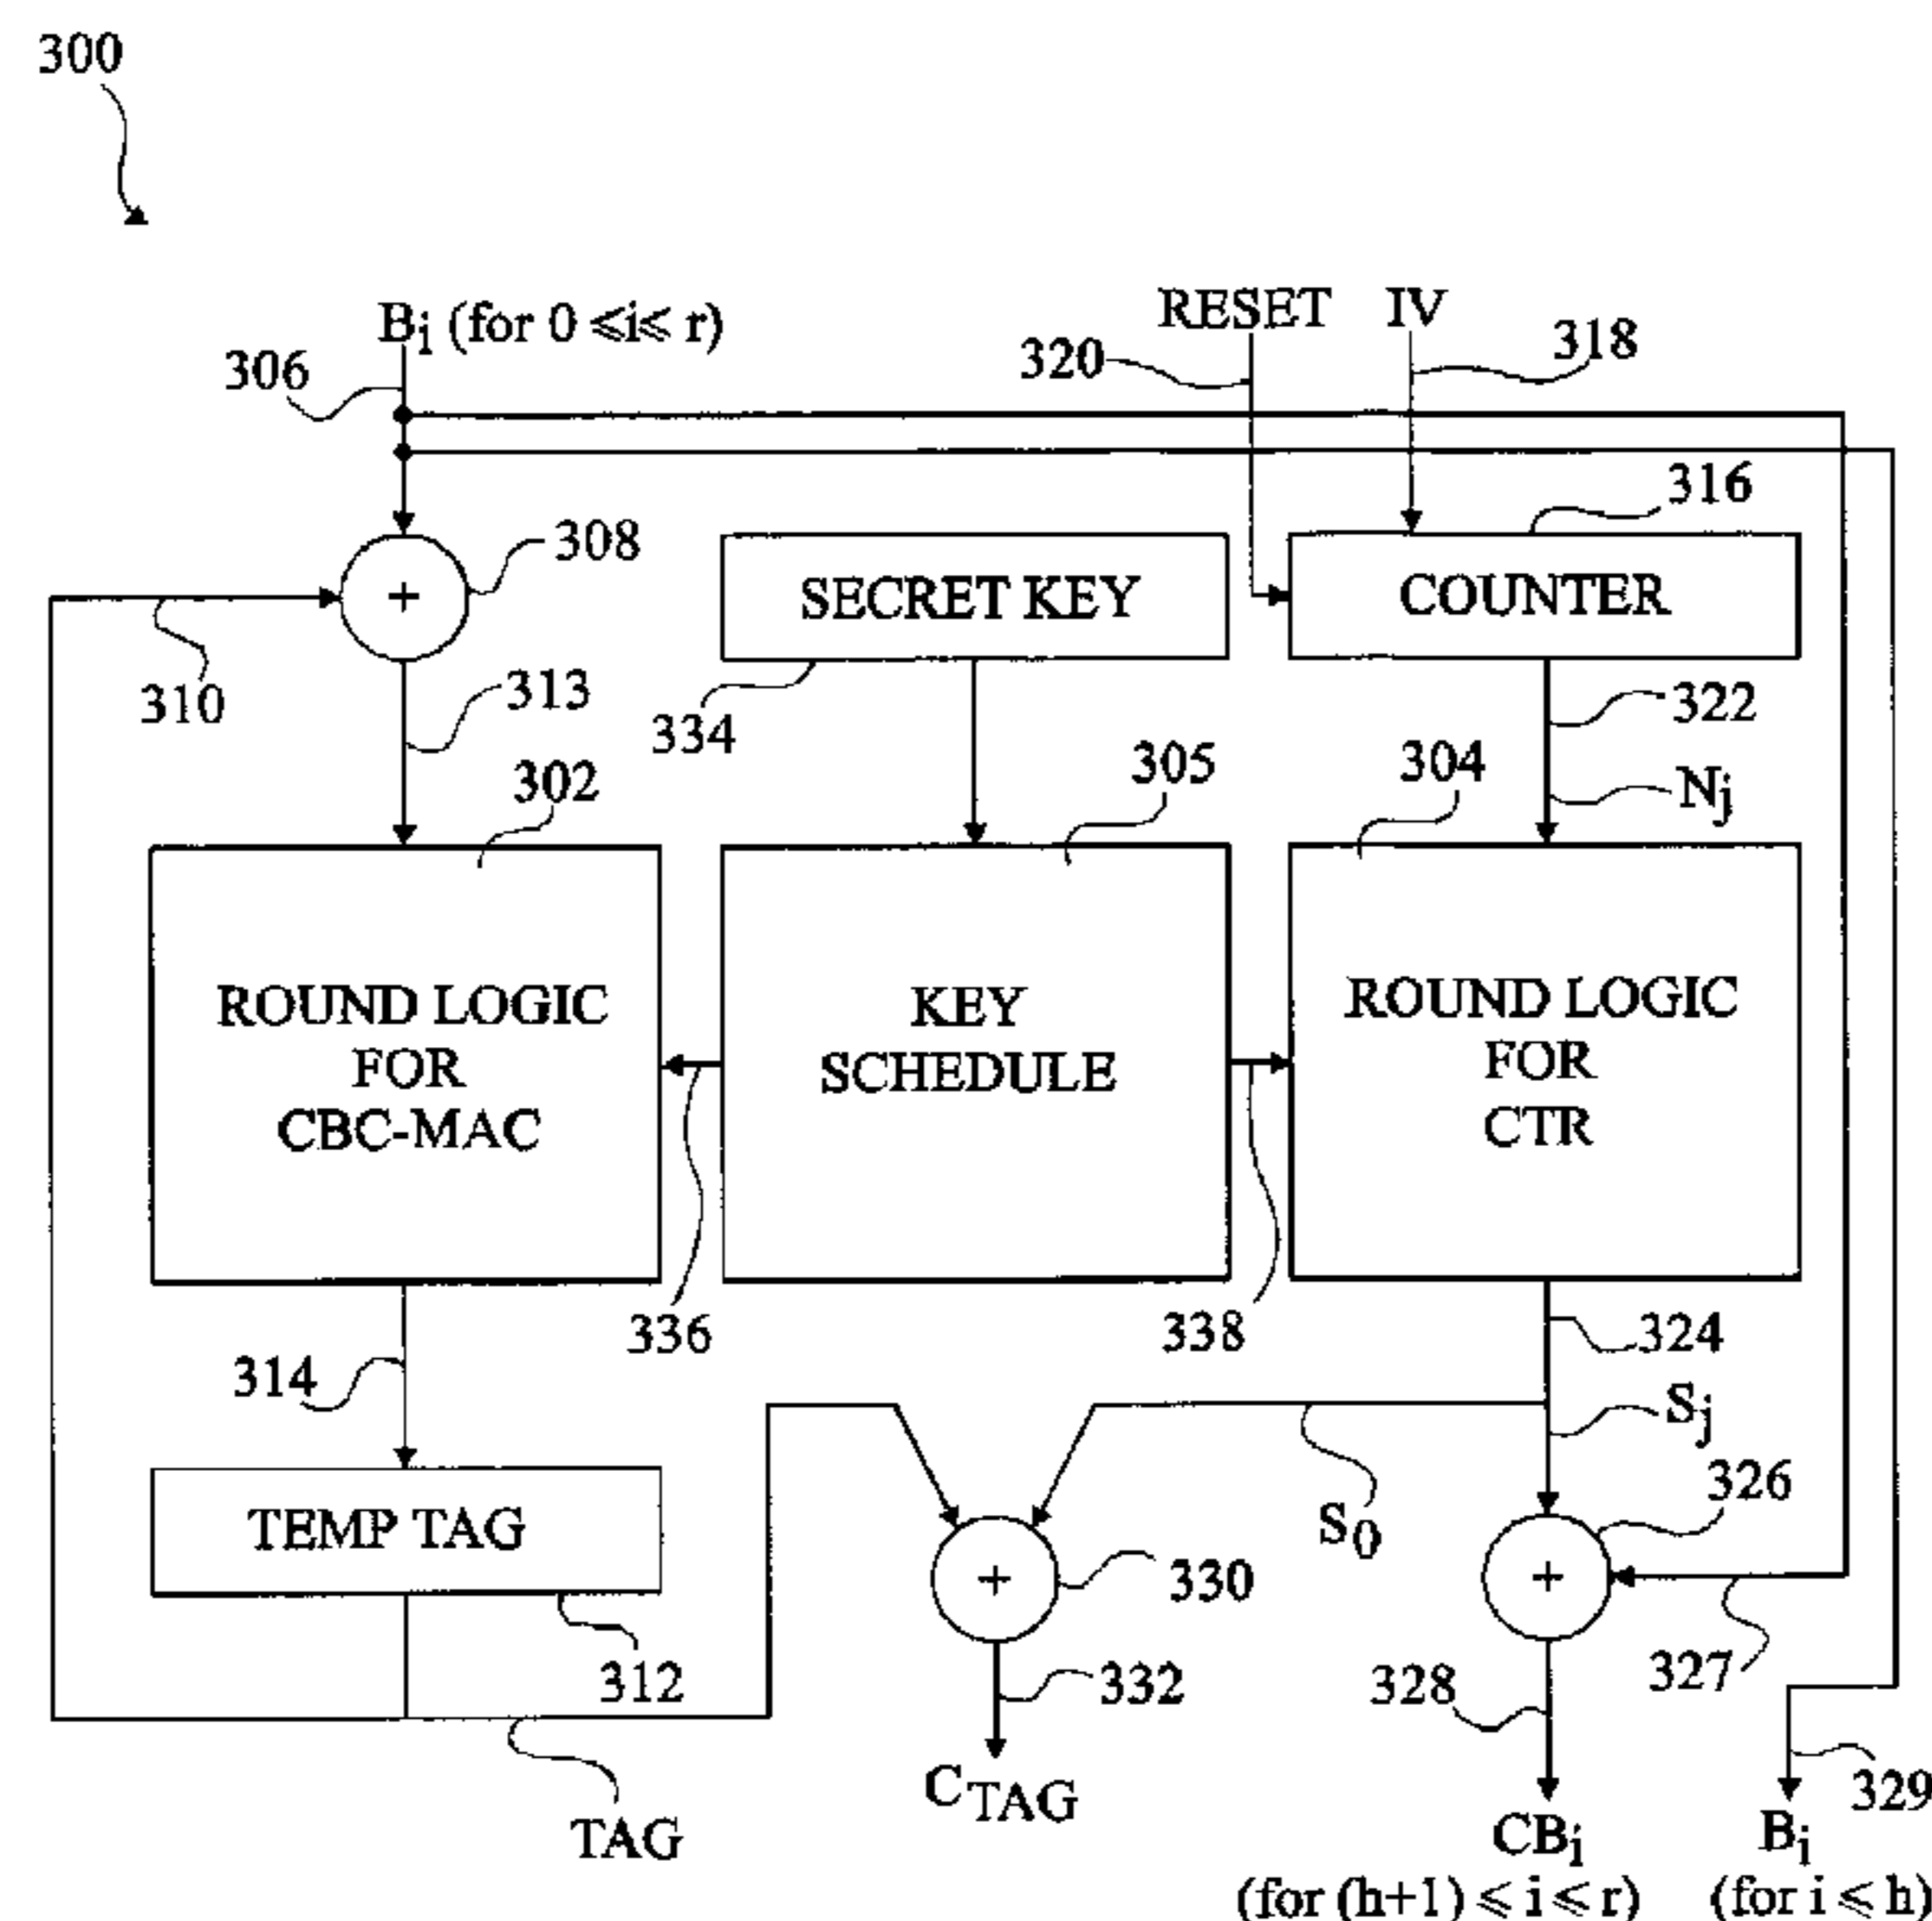 300
Bi (for 0 ⩽i⩽ r)
RESET IV
306
320
318
316
308
SECRET KEY
COUNTER
310
313
334
322
302
305
304
Nj
ROUND LOGIC
FOR
CBC-MAC
KEY
SCHEDULE
ROUND LOGIC
FOR
CTR
336
338
324
314
Sj
326
TEMP TAG
S0
330
327
312
332
328
329
CTAG
TAG
CBi
(for (h+1) ⩽ i ⩽ r)
Bi
(for i ⩽ h)
+
+
+